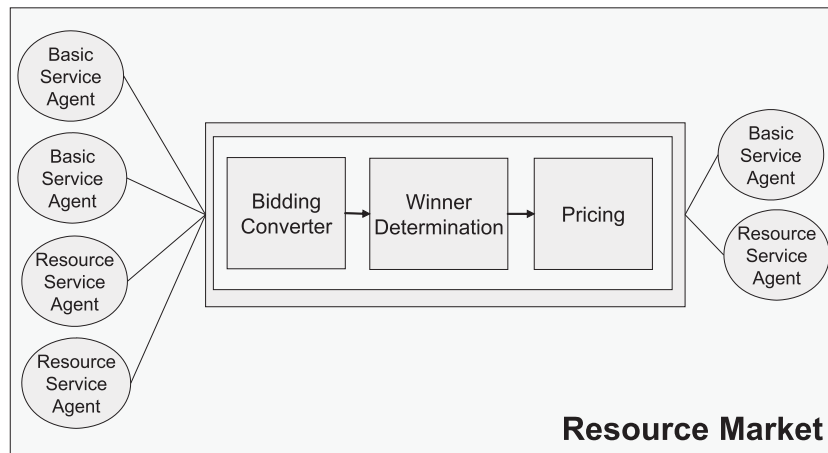 Basic
Service
Agent
Basic
Service
Agent
Resource
Service
Agent
Resource
Service
Agent
Bidding
Converter
Winner
Determination
Pricing
Basic
Service
Agent
Resource
Service
Agent
Resource Market